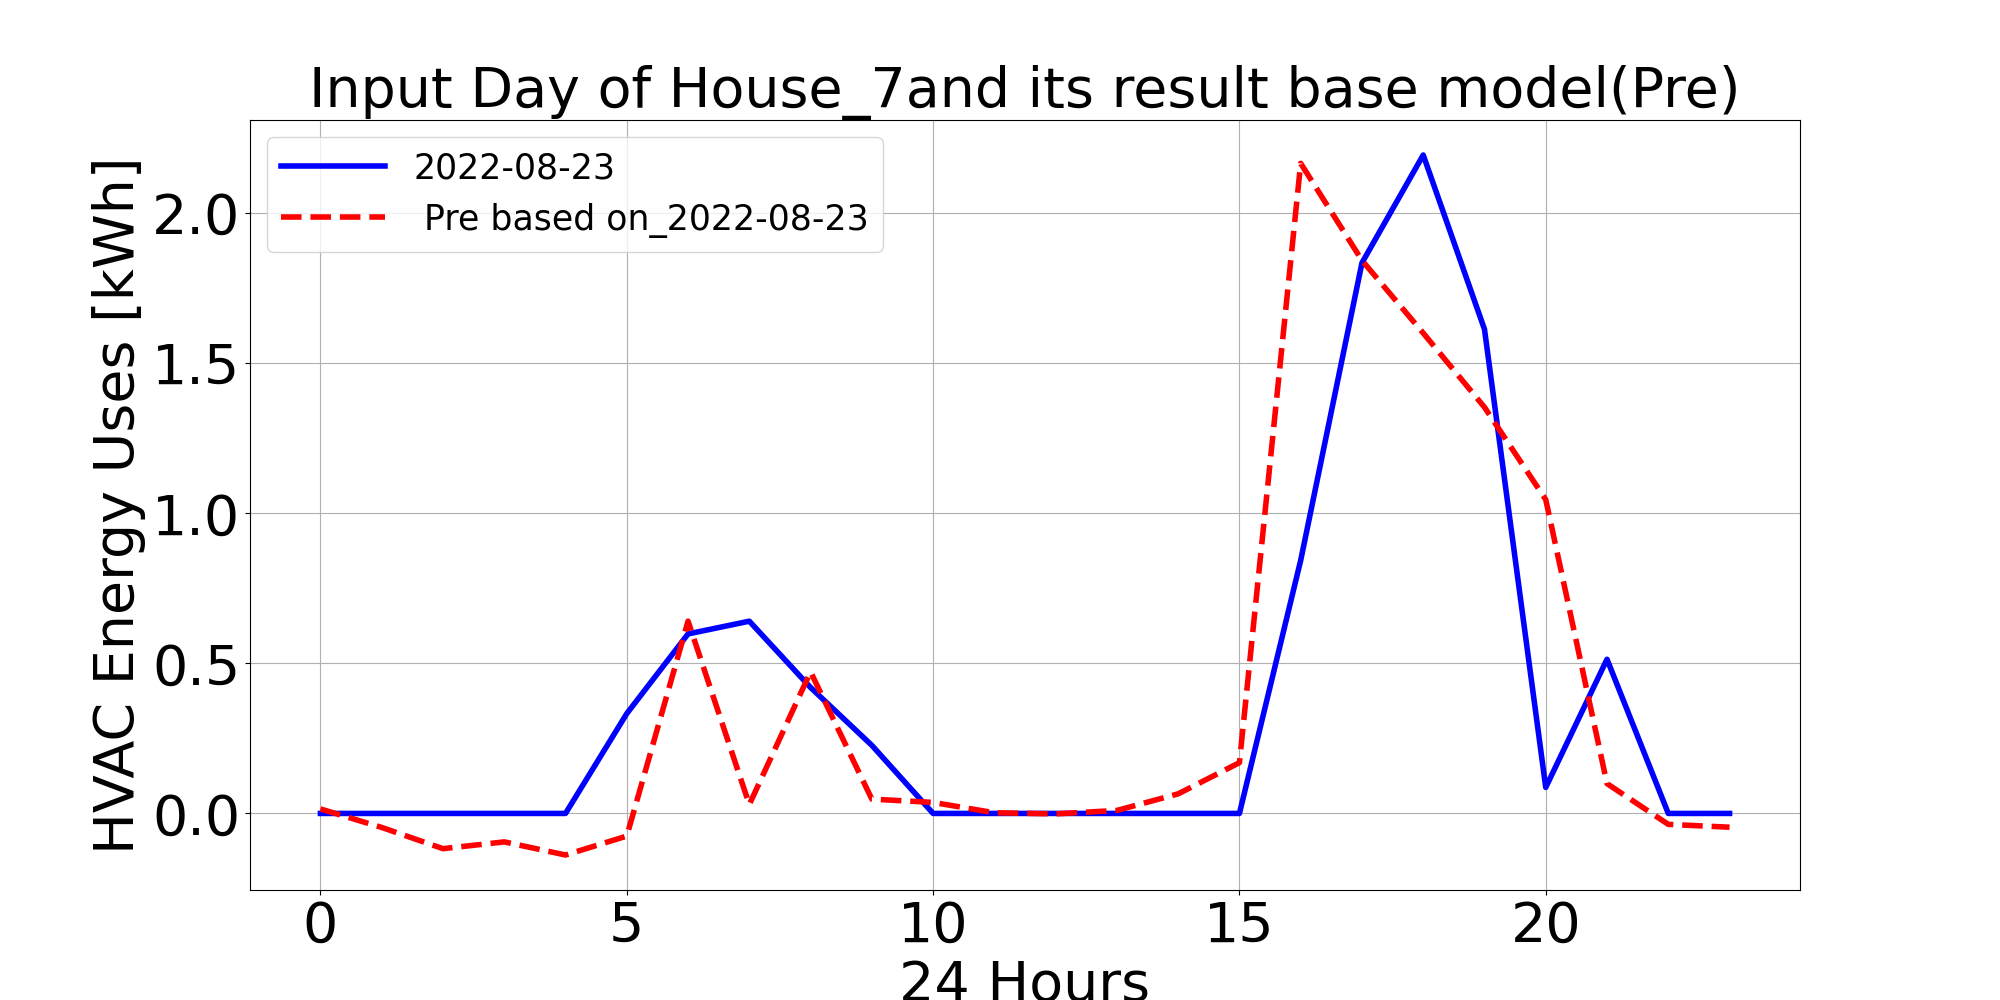 Input Day of House_7and its result base model(Pre)
2022-08-23
Pre based on_2022-08-23
HVAC Energy Uses [kWh]
2.0
1.5
1.0
0.5
0.0
0 5 10 15 20
24 Hours